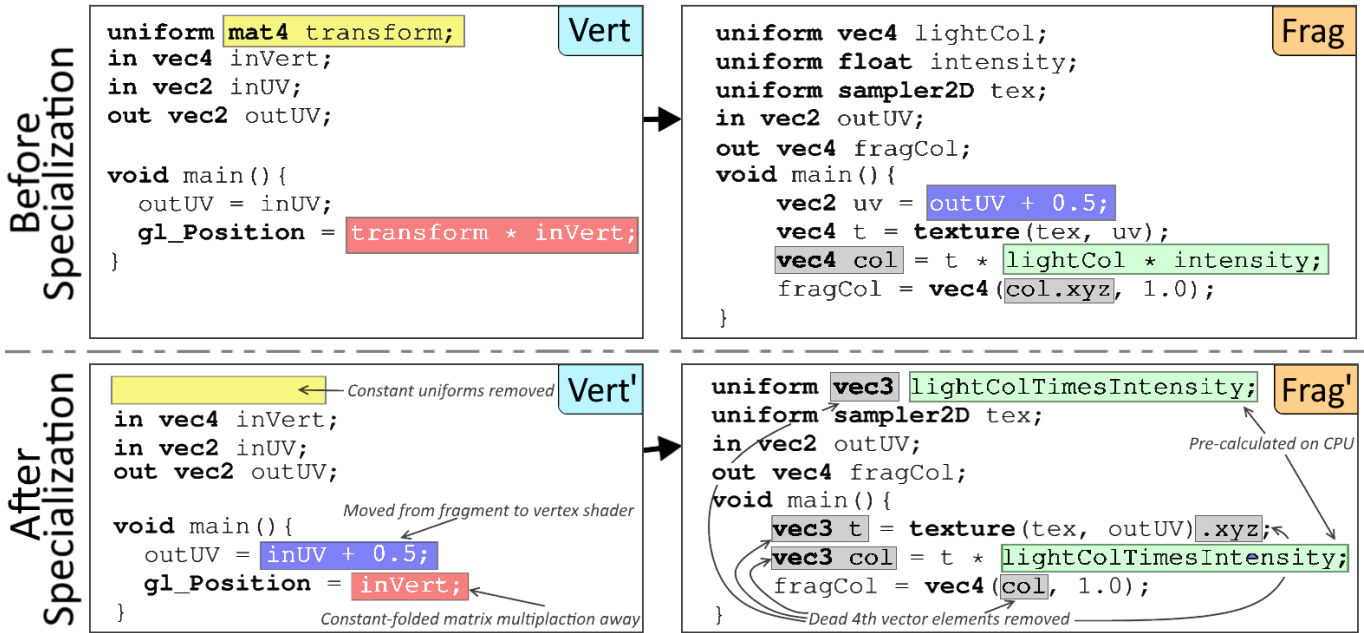 Before
Specialization
uniform mat4 transform;
in vec4 inVert;
in vec2 inUV;
out vec2 outUV;
void main(){
outUV = inUV;
gl_Position = transform * inVert;
}
Vert
uniform vec4 lightCol;
uniform float intensity;
uniform sampler2D tex;
in vec2 outUV;
out vec4 fragCol;
void main(){
vec2 uv = outUV + 0.5;
vec4 t = texture(tex, uv);
vec4 col = t * lightCol * intensity;
fragCol = vec4(col.xyz, 1.0);
}
Frag
After
Specialization
Constant uniforms removed
in vec4 inVert;
in vec2 inUV;
out vec2 outUV;
Moved from fragment to vertex shader
void main(){
outUV = inUV + 0.5;
gl_Position = inVert;
}
Constant-folded matrix multiplaction away
Vert'
uniform vec3 lightColTimesIntensity;
uniform sampler2D tex;
in vec2 outUV;
out vec4 fragCol;
void main(){
vec3 t = texture(tex, outUV).xyz;
vec3 col = t * lightColTimesIntensity;
fragCol = vec4(col, 1.0);
}
Dead 4th vector elements removed
Pre-calculated on CPU
Frag'